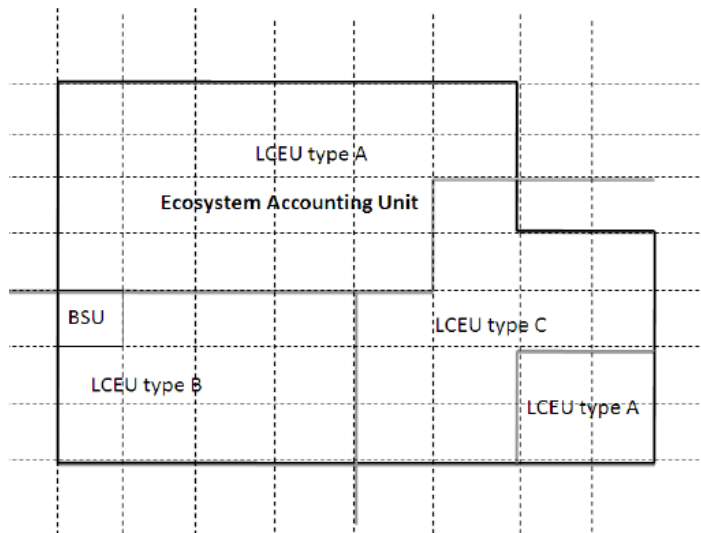 LCEU type A
Ecosystem Accounting Unit
BSU
LCEU type C
LCEU type B
LCEU type A